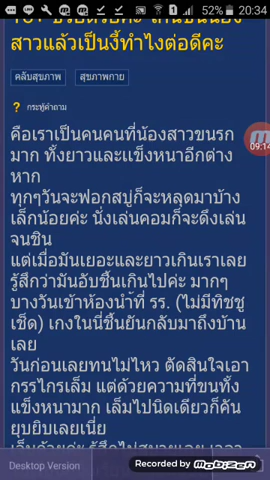 52% 20:34
สาวแล้วเป็นงี้ทำไงต่อดีคะ
คลับสุขภาพ สุขภาพกาย
? กระทู้คำถาม
คือเราเป็นคนคนที่น้องสาวขนรก
มาก ทั้งยาวและเเข็งหนาอีกต่าง
หาก
ทุกๆวันจะฟอกสบู่ก็จะหลุดมาบ้าง
เล็กน้อยค่ะ นั่งเล่นคอมก็จะดึงเล่น
จนชิน
แต่เมื่อมันเยอะและยาวเกินเราเลย
รู้สึกว่ามันอับชื้นเกินไปค่ะ มากๆ
บางวันเข้าห้องน้ำที่ รร. (ไม่มีทิชชู
เช็ด) เกงในนี่ชื้นยันกลับมาถึงบ้าน
เลย
วันก่อนเลยทนไม่ไหว ตัดสินใจเอา
กรรไกรเล็ม แต่ด้วยความที่ขนทั้ง
แข็งหนามาก เล็มไปนิดเดียวก็คัน
ยุบยิบเลยเนี่ย
09:14
Desktop Version
Recorded by mobizen